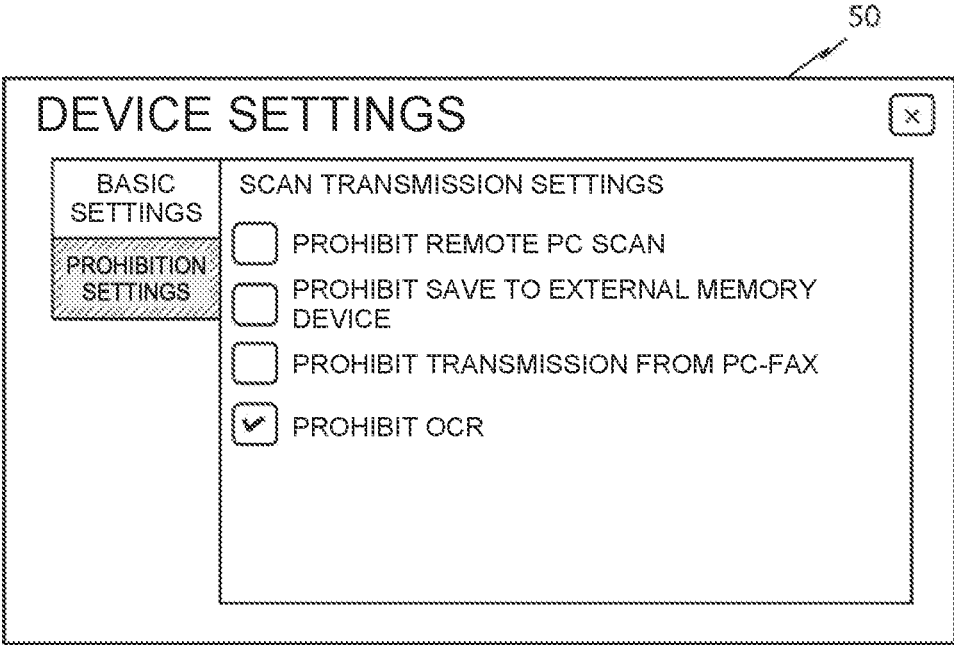 50
DEVICE SETTINGS
×
BASIC
SETTINGS
PROHIBITION
SETTINGS
SCAN TRANSMISSION SETTINGS
PROHIBIT REMOTE PC SCAN
PROHIBIT SAVE TO EXTERNAL MEMORY
DEVICE
PROHIBIT TRANSMISSION FROM PC-FAX
PROHIBIT OCR